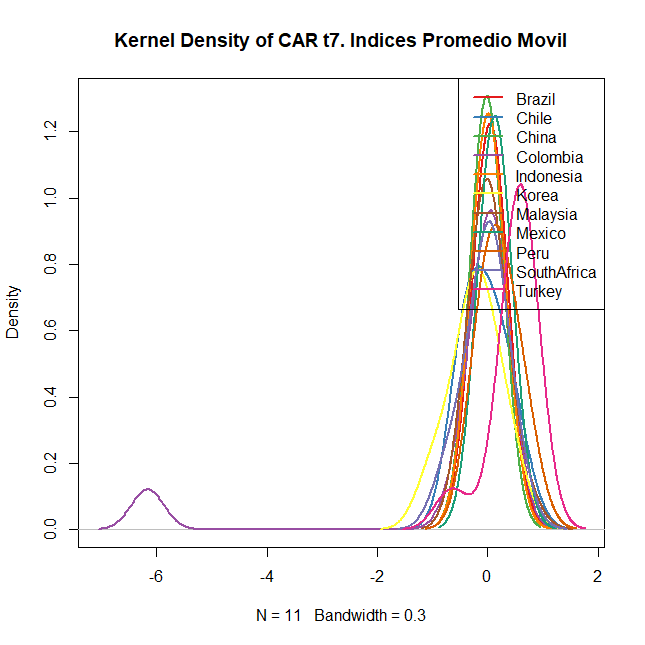 Kernel Density of CAR t7. Indices Promedio Movil
Brazil
Chile
China
Colombia
Indonesia
Korea
Malaysia
Mexico
Peru
SouthAfrica
Turkey
Density
0.0
0.2
0.4
0.6
0.8
1.0
1.2
-6
-4
-2
0
2
N = 11 Bandwidth = 0.3